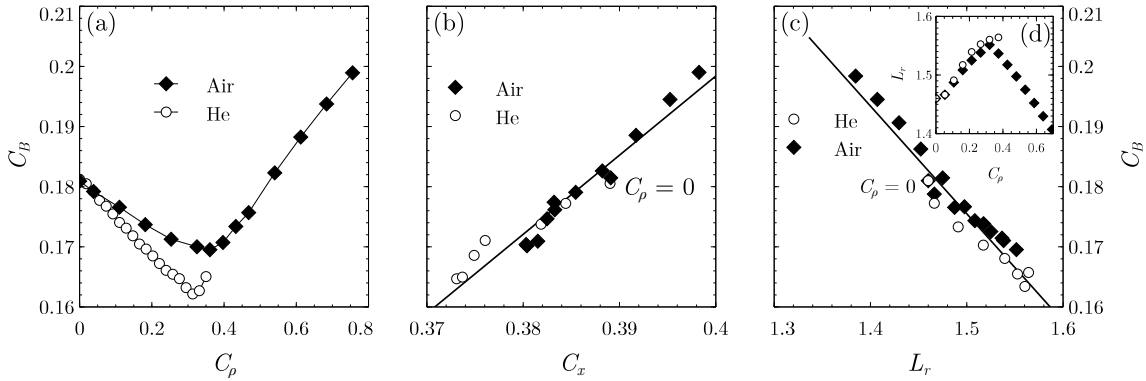 (a)
0.21
0.2
0.19
0.18
0.17
0.16
C_B
Air
He
0
0.2
0.4
0.6
0.8
C_ρ
(b)
Air
He
C_ρ = 0
0.37
0.38
0.39
0.4
C_x
(c)
He
Air
C_ρ = 0
1.3
1.4
1.5
1.6
L_r
(d)
1.6
1.5
1.4
L_r
0
0.2
0.4
0.6
C_ρ
0.21
0.2
0.19
0.18
0.17
0.16
C_B